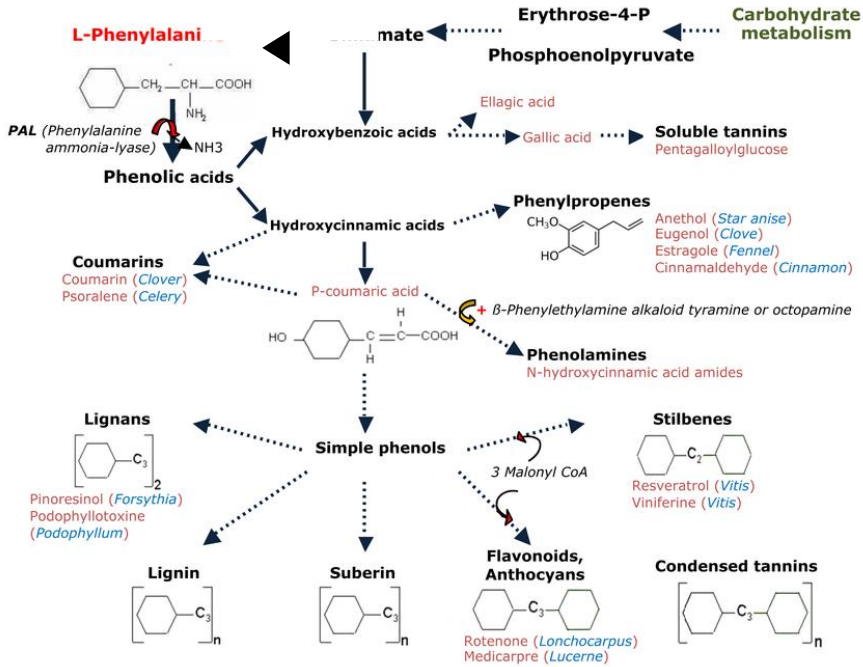 Erythrose-4-P
Carbohydrate
metabolism
L-Phenylalani
mate
Phosphoenolpyruvate
CH2
CH
COOH
NH2
PAL (Phenylalanine
ammonia-lyase)
NH3
Hydroxybenzoic acids
Ellagic acid
Gallic acid
Soluble tannins
Pentagalloylglucose
Phenolic acids
Hydroxycinnamic acids
Phenylpropenes
CH3O
HO
Anethol (Star anise)
Eugenol (Clove)
Estragole (Fennel)
Cinnamaldehyde (Cinnamon)
Coumarins
Coumarin (Clover)
Psoralene (Celery)
P-coumaric acid
+ ß-Phenylethylamine alkaloid tyramine or octopamine
H
HO
C
C
COOH
H
Phenolamines
N-hydroxycinnamic acid amides
Lignans
C3
2
Pinoresinol (Forsythia)
Podophyllotoxine
(Podophyllum)
Simple phenols
3 Malonyl CoA
Stilbenes
C2
Resveratrol (Vitis)
Viniferine (Vitis)
Lignin
C3
n
Suberin
C3
n
Flavonoids,
Anthocyans
C3
Rotenone (Lonchocarpus)
Medicarpre (Lucerne)
Condensed tannins
C3
n